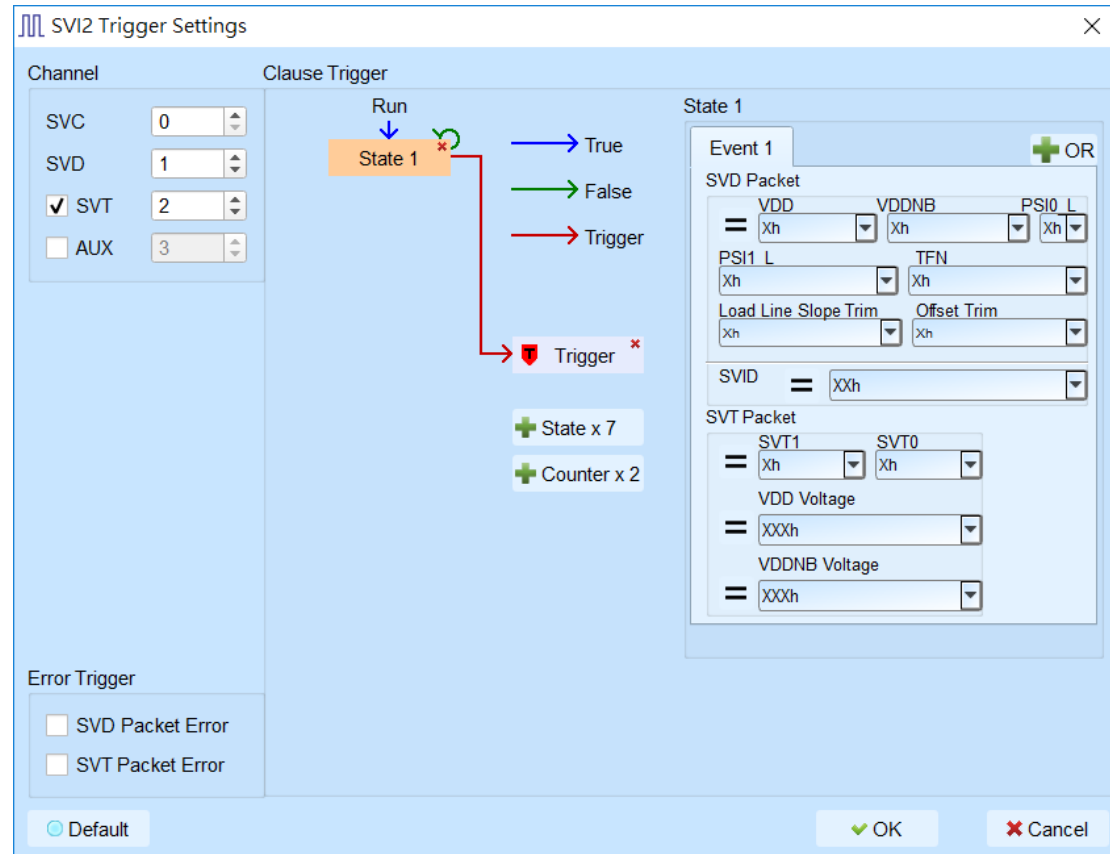 SVI2 Trigger Settings
Channel
SVC 0
SVD 1
SVT 2
AUX 3
Clause Trigger
Run
State 1
True
False
Trigger
T Trigger
State x 7
Counter x 2
State 1
Event 1
OR
SVD Packet
VDD VDDNB PSI0_L
= Xh Xh Xh
PSI1_L TFN
Xh Xh
Load Line Slope Trim Offset Trim
Xh Xh
SVID = XXh
SVT Packet
SVT1 SVT0
= Xh Xh
VDD Voltage
= XXXh
VDDNB Voltage
= XXXh
Error Trigger
SVD Packet Error
SVT Packet Error
Default
OK
Cancel